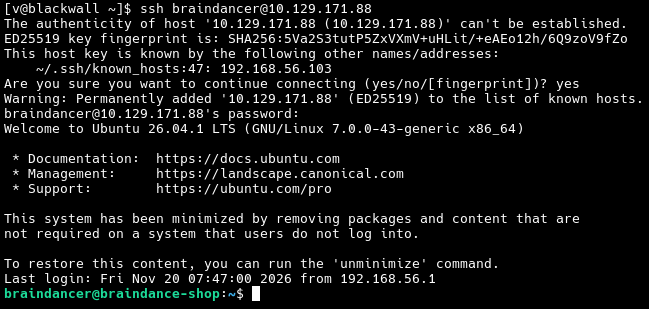 [v@blackwall ~]$ ssh braindancer@10.129.171.88
The authenticity of host '10.129.171.88 (10.129.171.88)' can't be established.
ED25519 key fingerprint is: SHA256:5Va2S3tutP5ZxVXmV+uHLit/+eAEo12h/6Q9zoV9fZo
This host key is known by the following other names/addresses:
    ~/.ssh/known_hosts:47: 192.168.56.103
Are you sure you want to continue connecting (yes/no/[fingerprint])? yes
Warning: Permanently added '10.129.171.88' (ED25519) to the list of known hosts.
braindancer@10.129.171.88's password:
Welcome to Ubuntu 26.04.1 LTS (GNU/Linux 7.0.0-43-generic x86_64)

 * Documentation:  https://docs.ubuntu.com
 * Management:     https://landscape.canonical.com
 * Support:        https://ubuntu.com/pro

This system has been minimized by removing packages and content that are
not required on a system that users do not log into.

To restore this content, you can run the 'unminimize' command.
Last login: Fri Nov 20 07:47:00 2026 from 192.168.56.1
braindancer@braindance-shop:~$